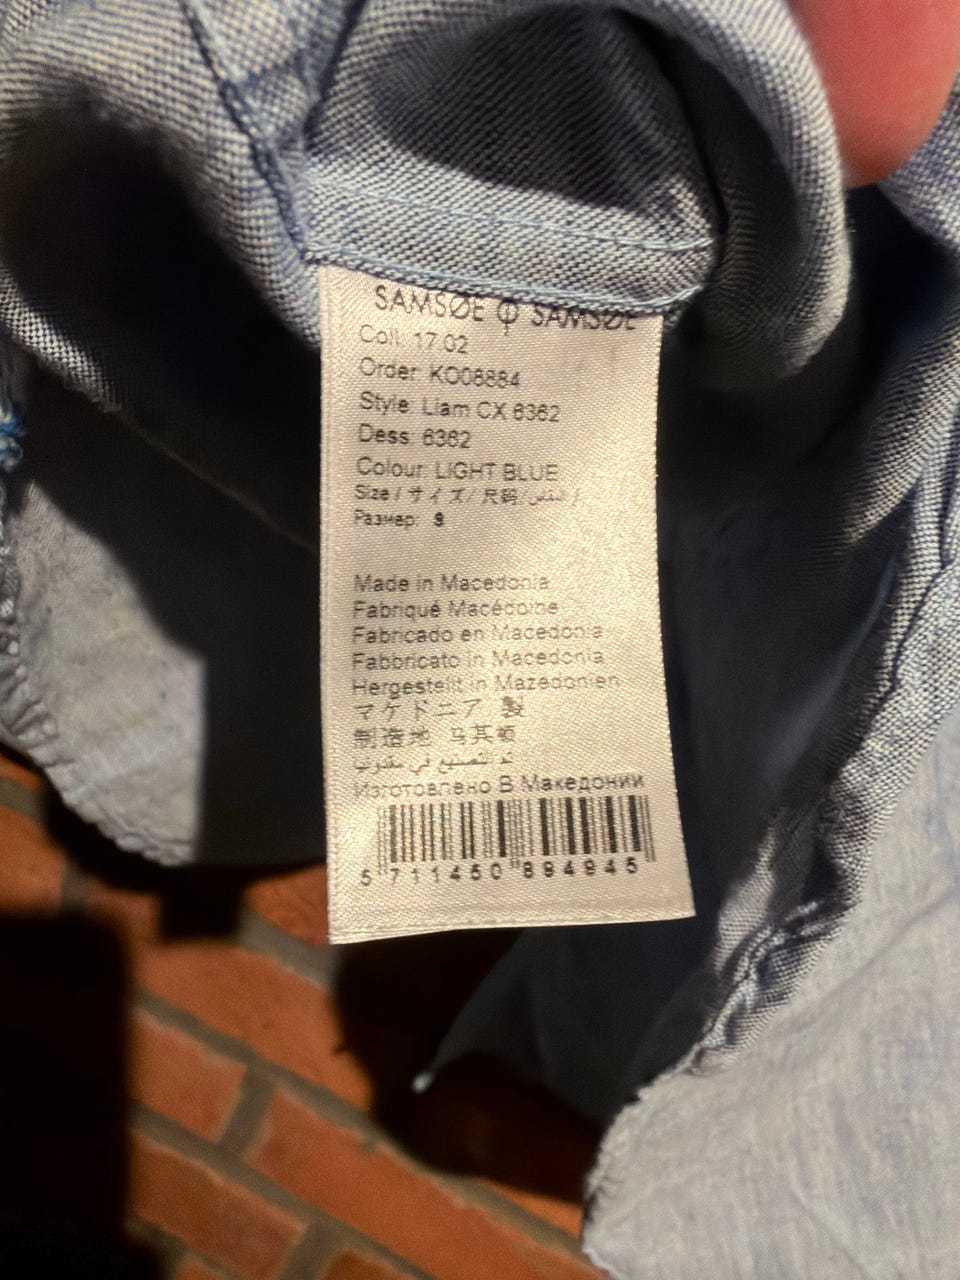 SAMSØE Φ SAMSØE
Coll: 17.02
Order: KO08884
Style: Liam CX 6362
Dess: 6362
Colour: LIGHT BLUE
Size / サイズ / 尺码 /
Размер: S
Made in Macedonia
Fabriqué Macédoine
Fabricado en Macedonia
Fabbricato in Macedonia
Hergestellt in Mazedonien
マケドニア 製
制造地 马其顿
Изготовлено В Македонии
5 711450 894945